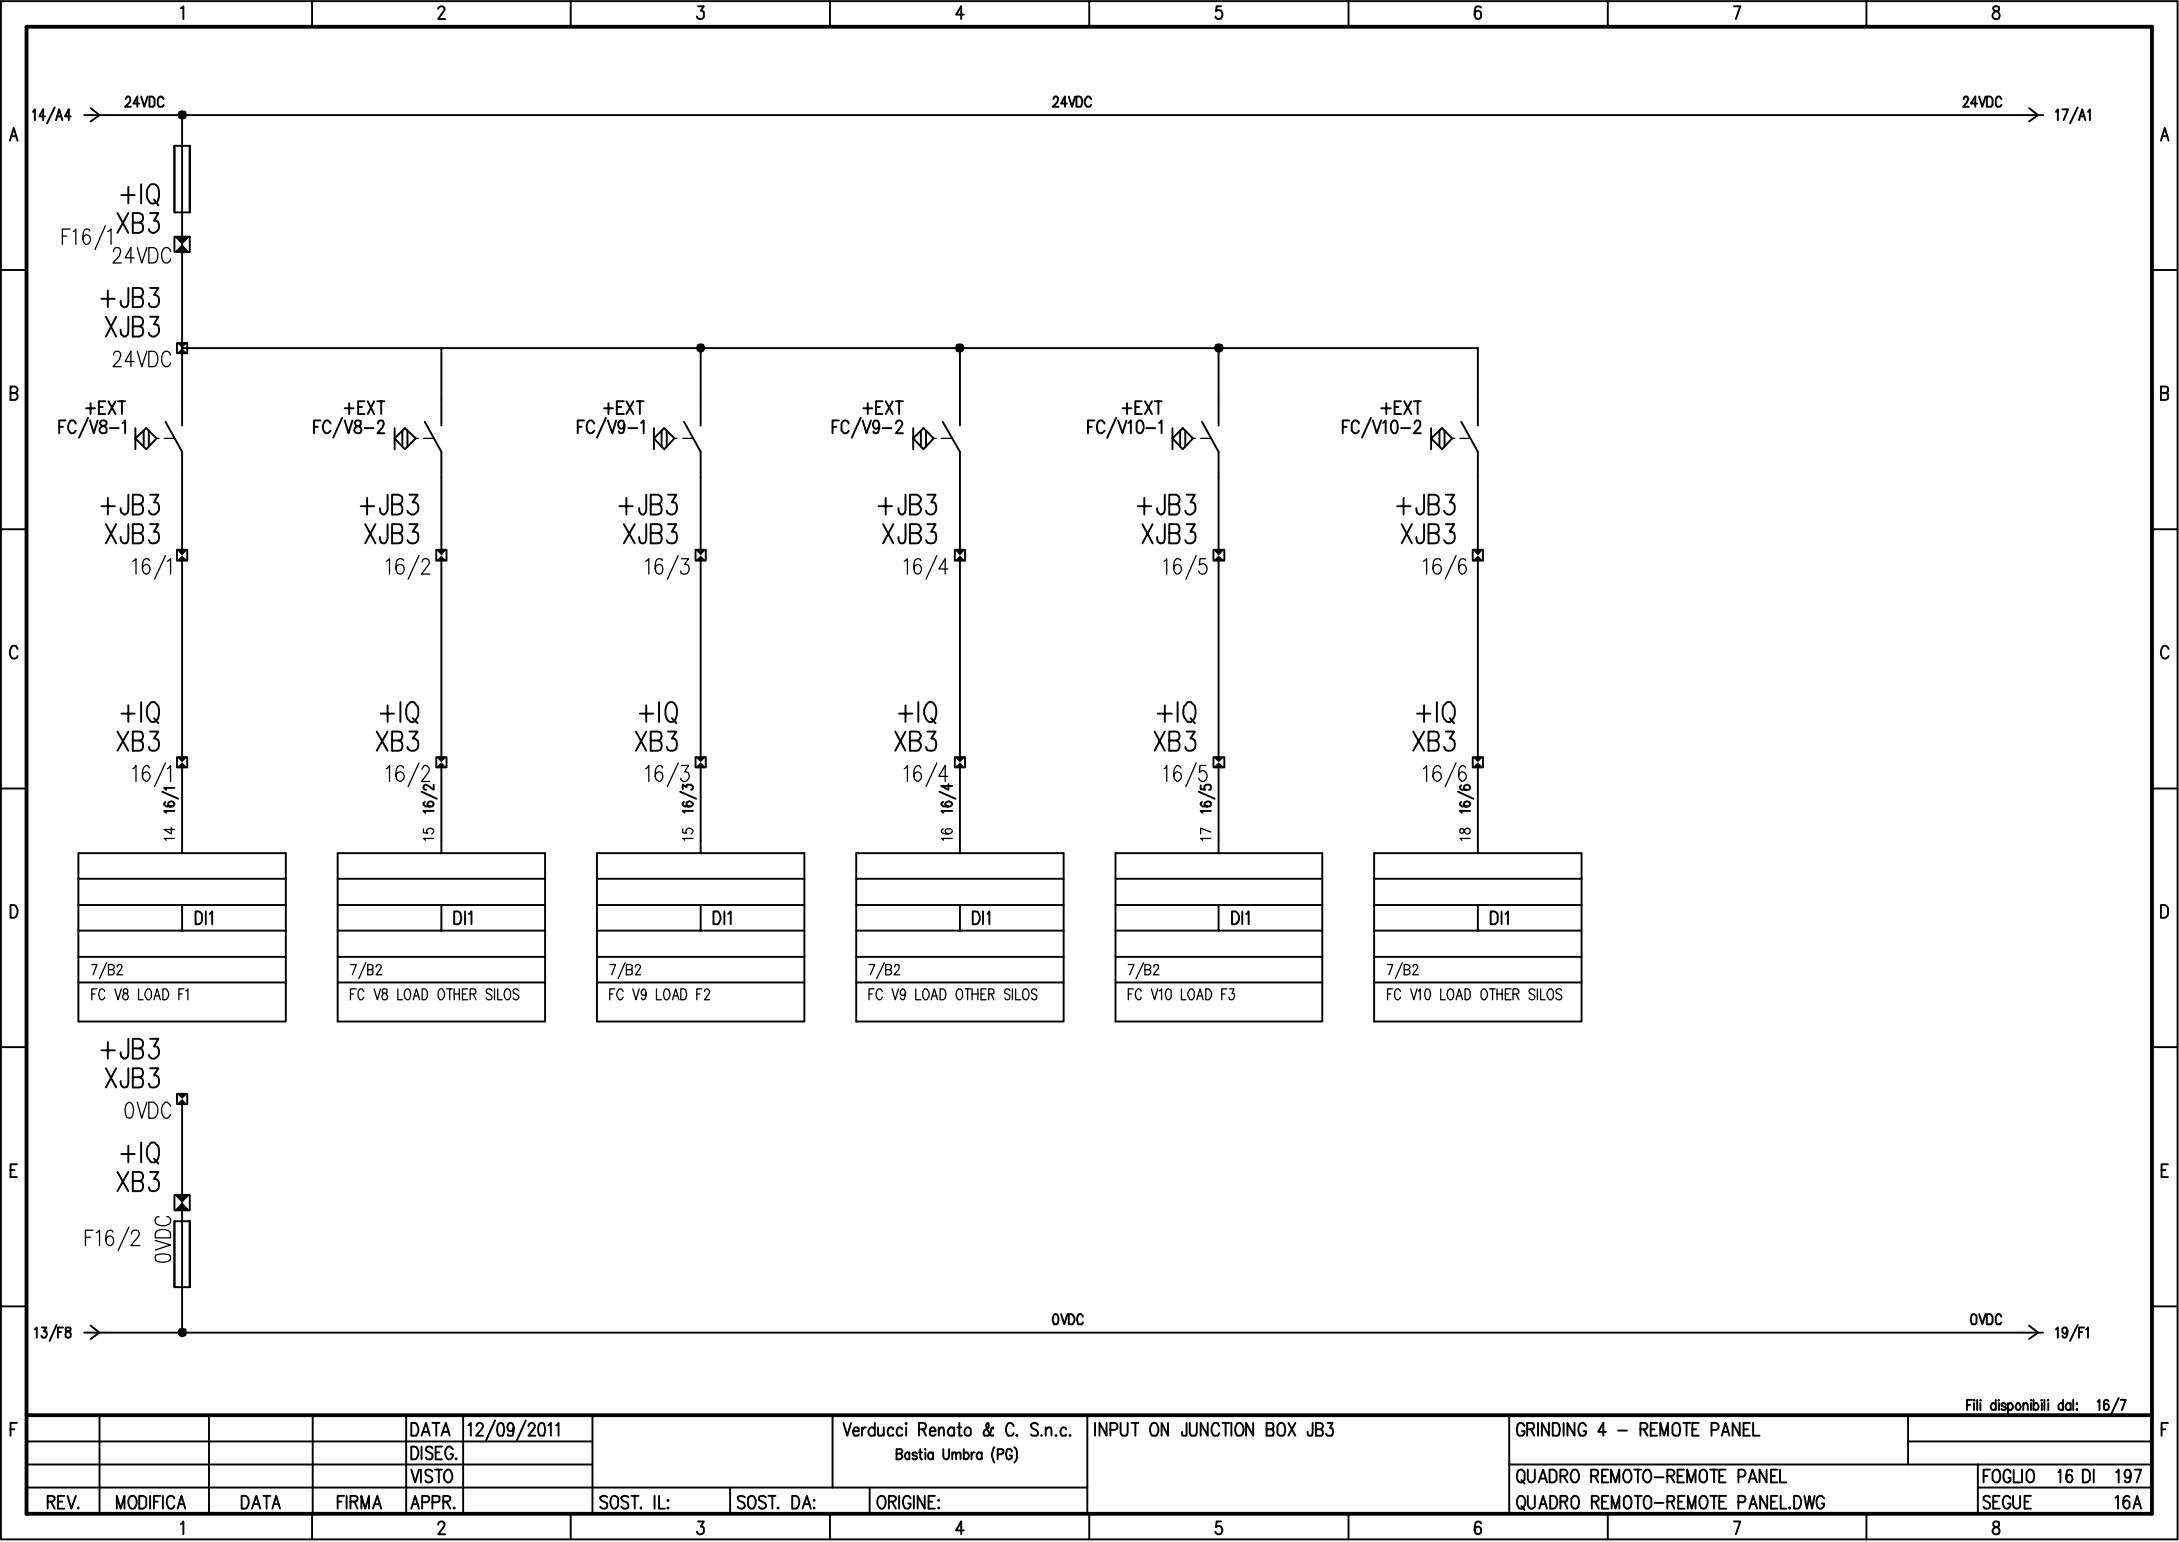 1 2 3 4 5 6 7 8
24VDC 24VDC 24VDC
14/A4 17/A1
A A
+IQ
XB3
F16/1
24VDC
+JB3
XJB3
24VDC
B B
+EXT +EXT +EXT +EXT +EXT +EXT
FC/V8-1 FC/V8-2 FC/V9-1 FC/V9-2 FC/V10-1 FC/V10-2
+JB3 +JB3 +JB3 +JB3 +JB3 +JB3
XJB3 XJB3 XJB3 XJB3 XJB3 XJB3
16/1 16/2 16/3 16/4 16/5 16/6
C C
+IQ +IQ +IQ +IQ +IQ +IQ
XB3 XB3 XB3 XB3 XB3 XB3
16/1 16/2 16/3 16/4 16/5 16/6
16/1 16/2 16/3 16/4 16/5 16/6
14 15 15 16 17 18
D DI1 DI1 DI1 DI1 DI1 DI1 D
7/B2 7/B2 7/B2 7/B2 7/B2 7/B2
FC V8 LOAD F1 FC V8 LOAD OTHER SILOS FC V9 LOAD F2 FC V9 LOAD OTHER SILOS FC V10 LOAD F3 FC V10 LOAD OTHER SILOS
+JB3
XJB3
0VDC
+IQ
E E
XB3
F16/2 0VDC
0VDC 0VDC
13/F8 19/F1
Fili disponibili dal: 16/7
F F
DATA 12/09/2011 Verducci Renato & C. S.n.c. INPUT ON JUNCTION BOX JB3 GRINDING 4 - REMOTE PANEL
DISEG. Bastia Umbra (PG)
VISTO QUADRO REMOTO-REMOTE PANEL FOGLIO 16 DI 197
REV. MODIFICA DATA FIRMA APPR. SOST. IL: SOST. DA: ORIGINE: QUADRO REMOTO-REMOTE PANEL.DWG SEGUE 16A
1 2 3 4 5 6 7 8